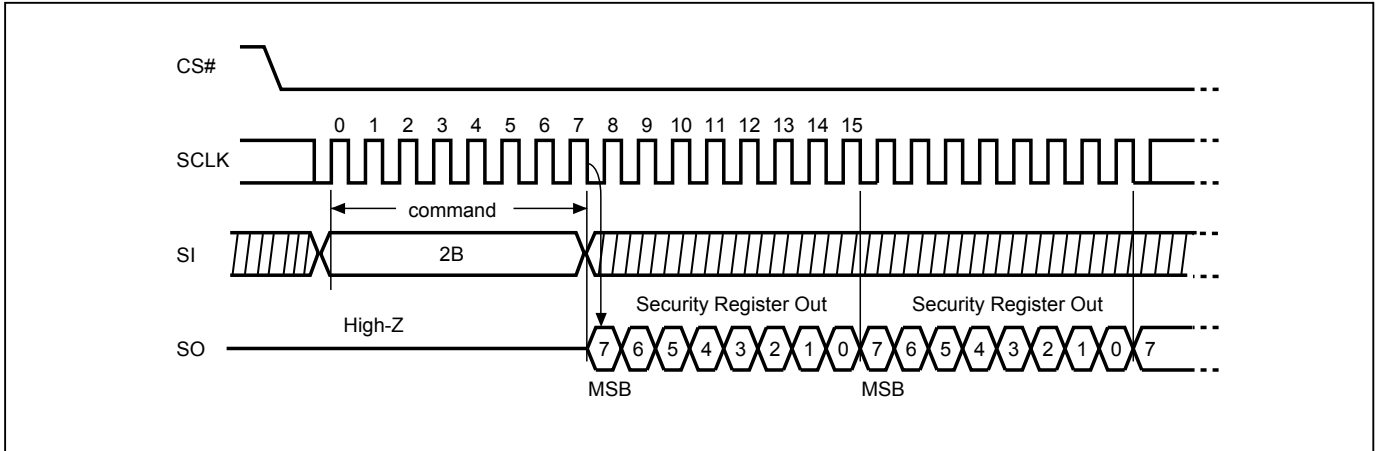 CS#
0 1 2 3 4 5 6 7 8 9 10 11 12 13 14 15
SCLK
command
SI
2B
Security Register Out Security Register Out
High-Z
SO
7 6 5 4 3 2 1 0 7 6 5 4 3 2 1 0 7
MSB MSB